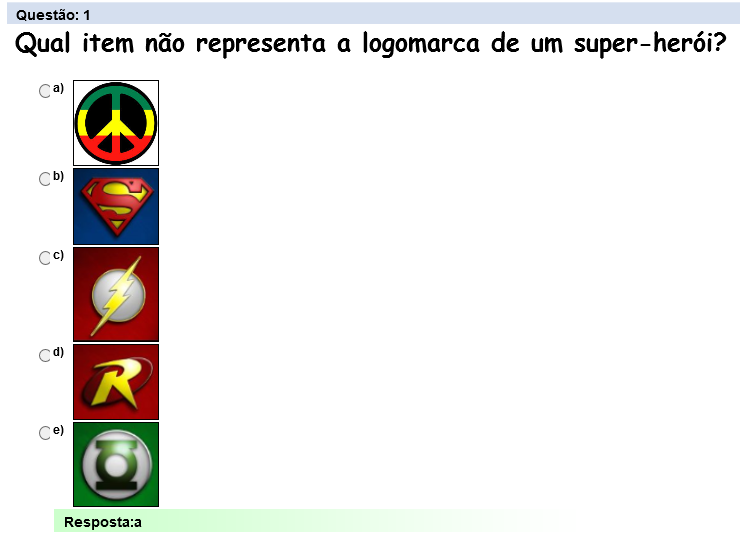 Questão: 1
Qual item não representa a logomarca de um super-herói?
a)
b)
S
c)
d)
R
e)
Resposta:a